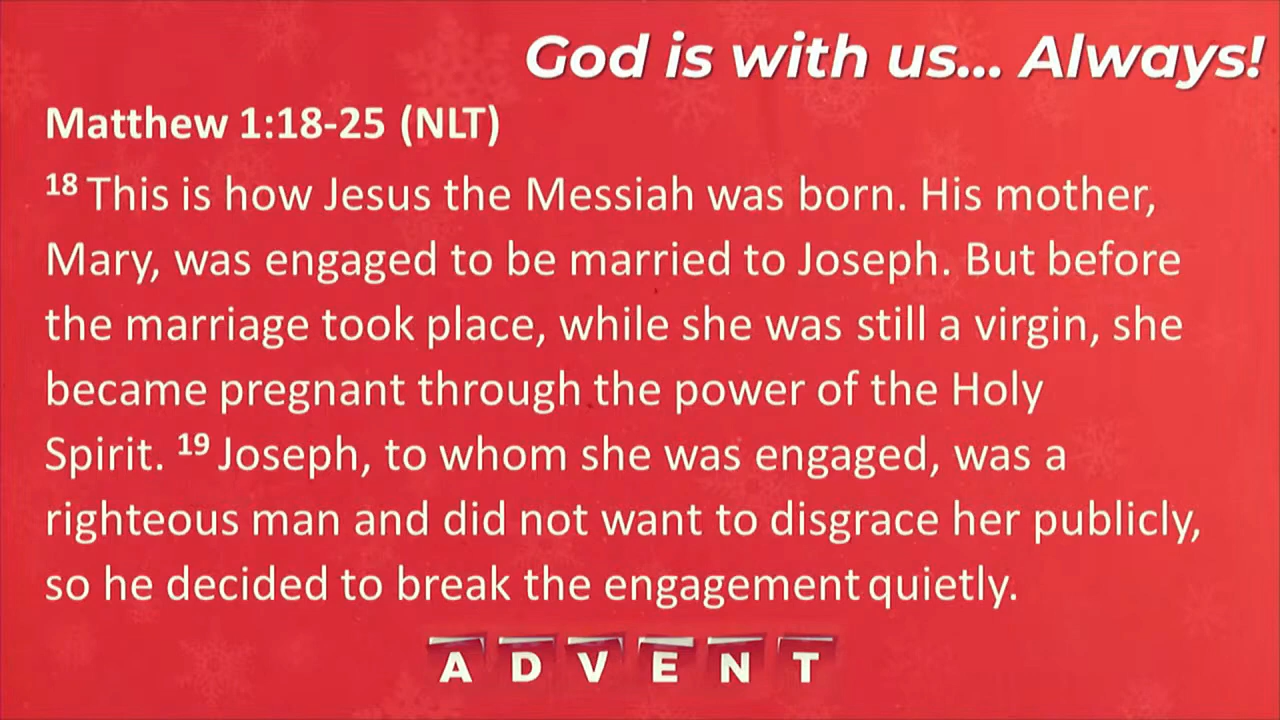 God is with us... Always!
Matthew 1:18-25 (NLT)
18 This is how Jesus the Messiah was born. His mother,
Mary, was engaged to be married to Joseph. But before
the marriage took place, while she was still a virgin, she
became pregnant through the power of the Holy
Spirit. 19 Joseph, to whom she was engaged, was a
righteous man and did not want to disgrace her publicly,
so he decided to break the engagement quietly.
ADVENT